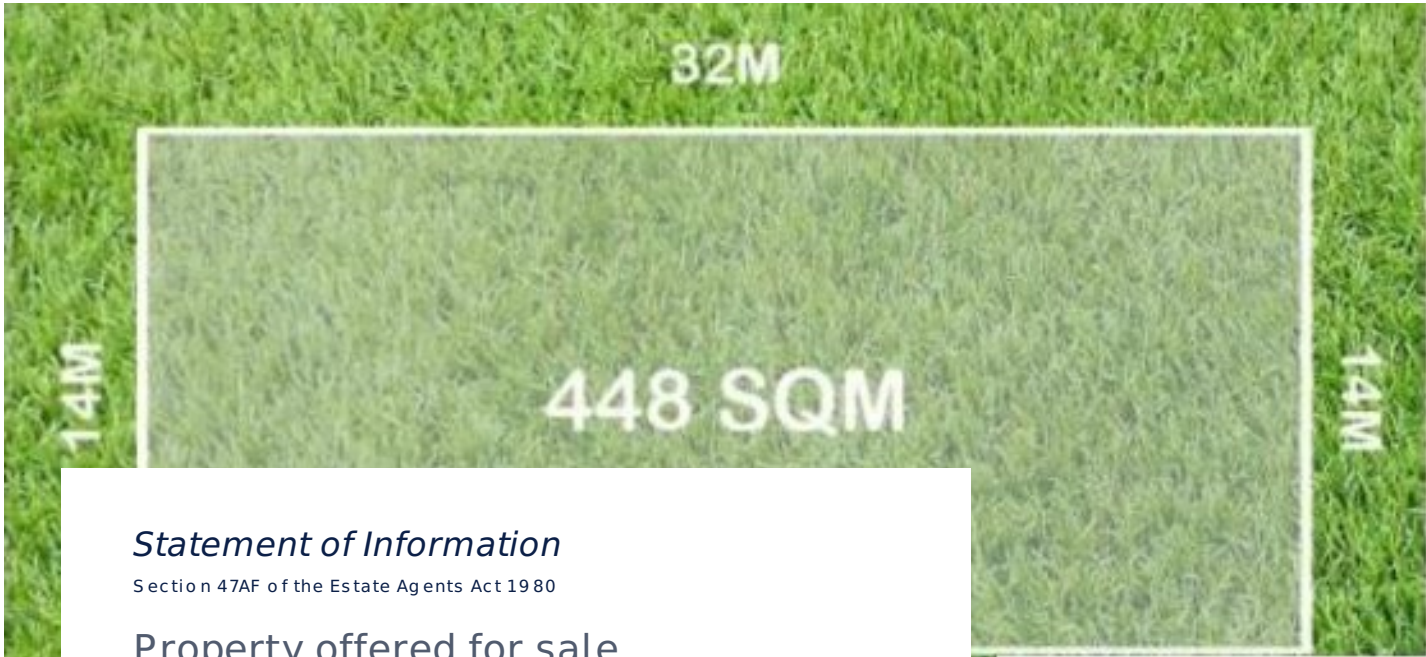 32M
14M
14M
448 SQM
Statement of Information
Section 47AF of the Estate Agents Act 1980
Property offered for sale